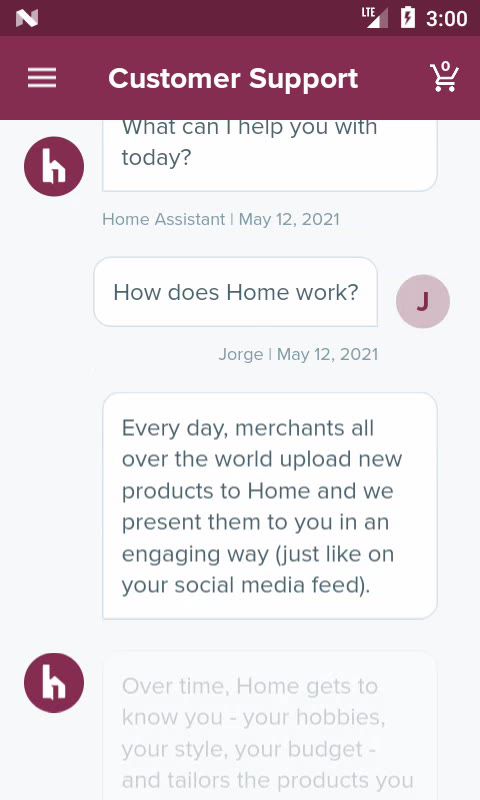 LTE 3:00
Customer Support
0
What can I help you with
today?
h
Home Assistant | May 12, 2021
How does Home work?
J
Jorge | May 12, 2021
Every day, merchants all
over the world upload new
products to Home and we
present them to you in an
engaging way (just like on
your social media feed).
h
Over time, Home gets to
know you - your hobbies,
your style, your budget -
and tailors the products you